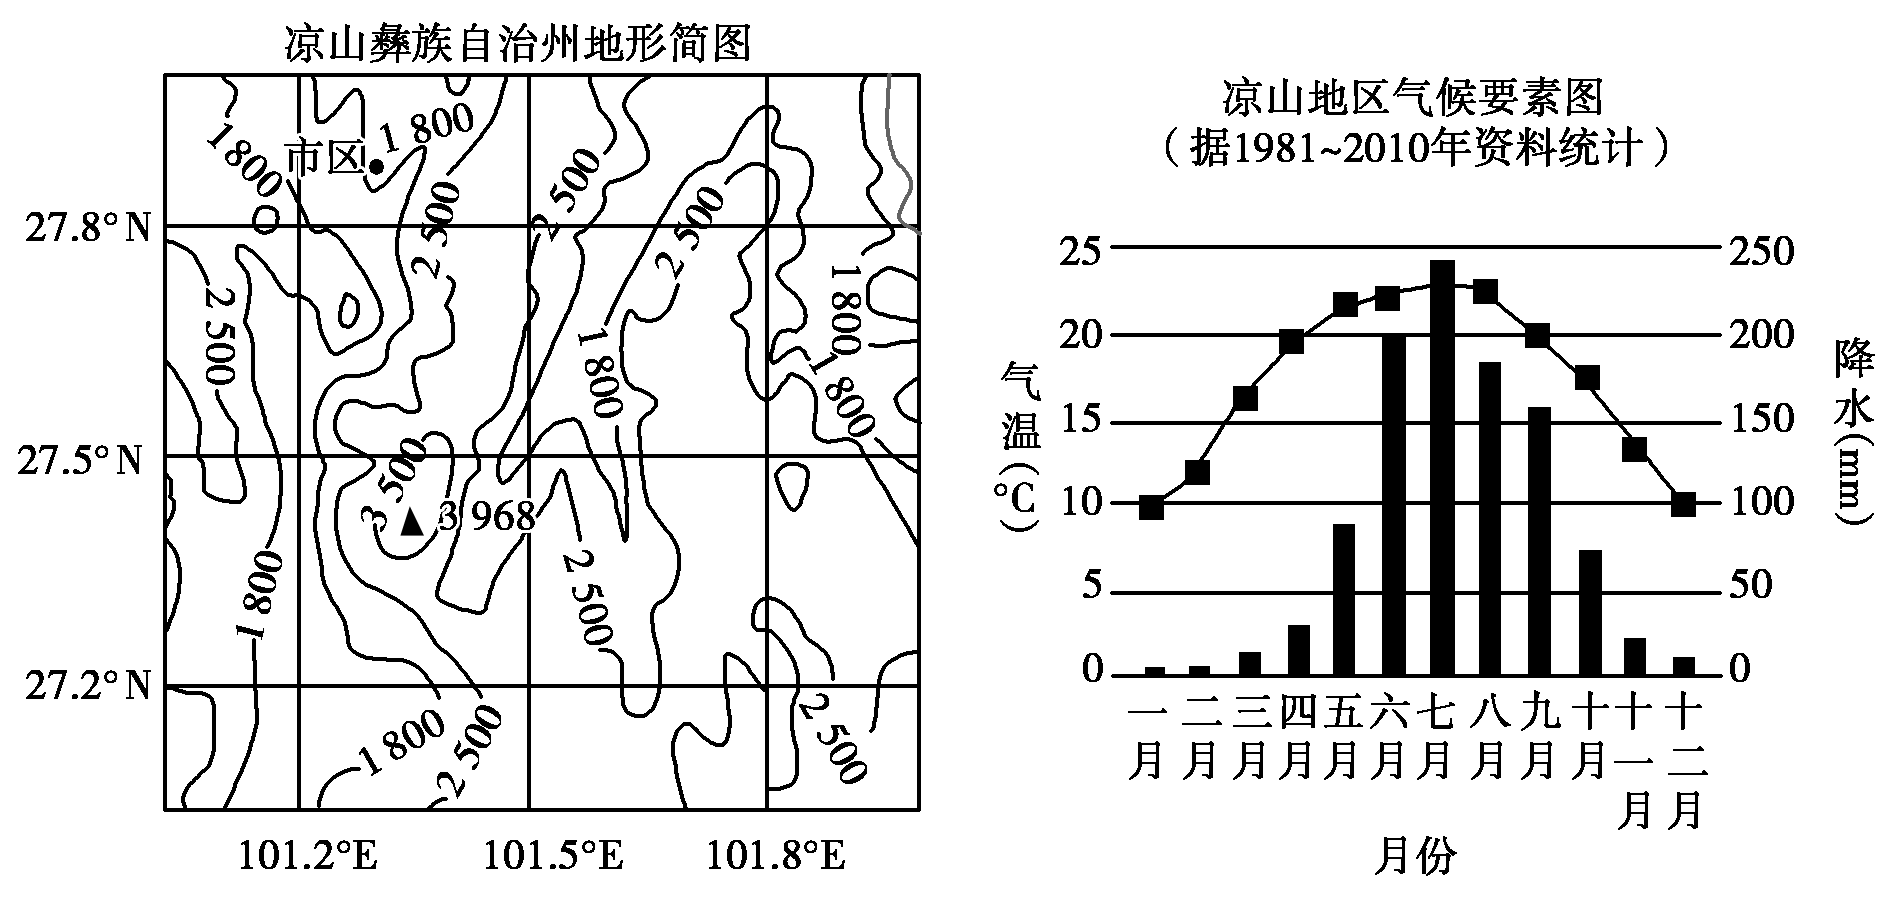 凉山彝族自治州地形简图
1 800
1800
市区
2 500
2 500
2 500
27.8°N
2 500
1 800
1 800
1 800
27.5°N
3 500
3 968
1 800
2 500
27.2°N
1 800
2 500
2 500
101.2°E 101.5°E 101.8°E
凉山地区气候要素图
（据1981~2010年资料统计）
25 250
20 200
15 150
10 100
5 50
0 0
气温(°C)
降水(mm)
一月 二月 三月 四月 五月 六月 七月 八月 九月 十月 十一月 十二月
月份